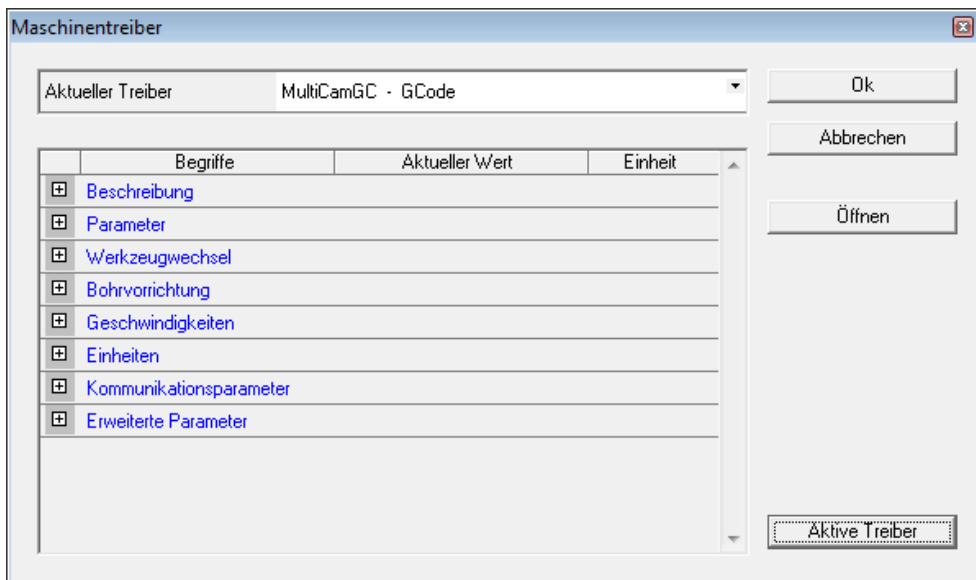 Maschinentreiber
Aktueller Treiber MultiCamGC - GCode
Ok
Abbrechen
Öffnen
Begriffe Aktueller Wert Einheit
Beschreibung
Parameter
Werkzeugwechsel
Bohrvorrichtung
Geschwindigkeiten
Einheiten
Kommunikationsparameter
Erweiterte Parameter
Aktive Treiber